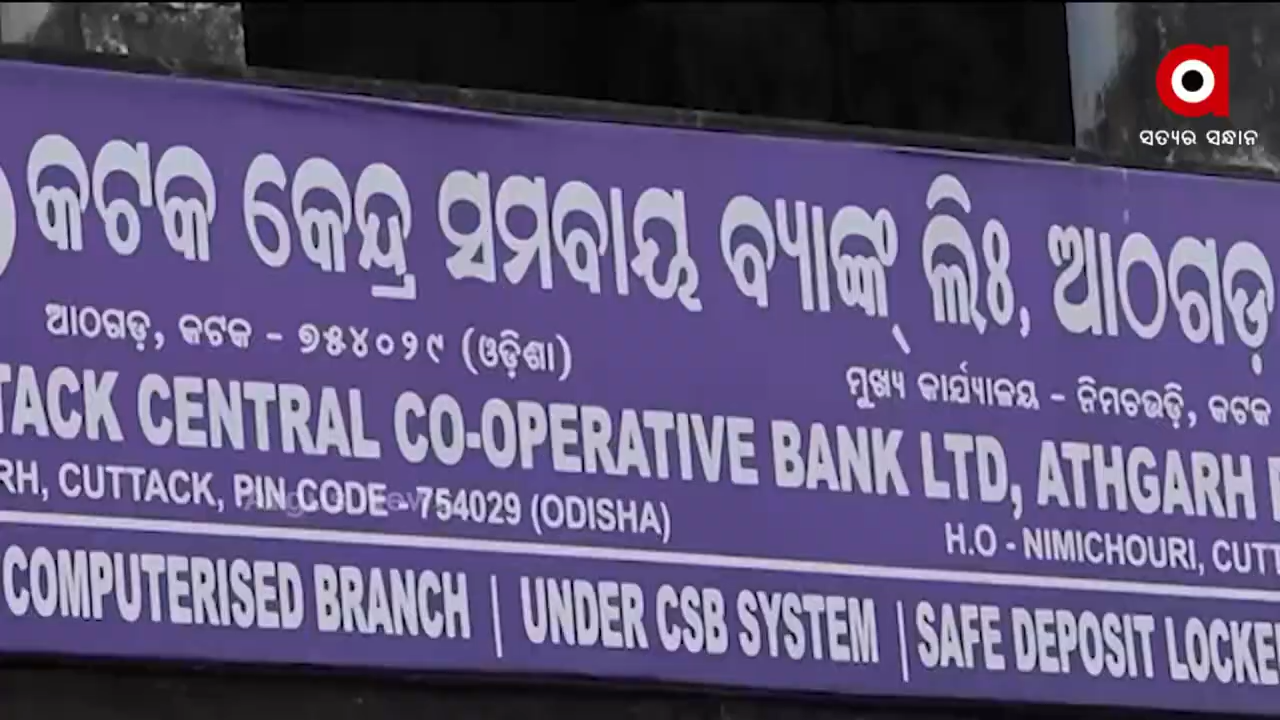 ସତ୍ୟର ସନ୍ଧାନ
କଟକ କେନ୍ଦ୍ର ସମବାୟ ବ୍ୟାଙ୍କ୍ ଲିଃ, ଆଠଗଡ଼
ଆଠଗଡ଼, କଟକ - ୭୫୪୦୨୯ (ଓଡ଼ିଶା)
ମୁଖ୍ୟ କାର୍ଯ୍ୟାଳୟ - ନିମଚଉଡ଼ି, କଟକ
TACK CENTRAL CO-OPERATIVE BANK LTD, ATHGARH
RH, CUTTACK, PIN CODE - 754029 (ODISHA)
H.O - NIMICHOURI, CUTT
COMPUTERISED BRANCH | UNDER CSB SYSTEM | SAFE DEPOSIT LOCKE